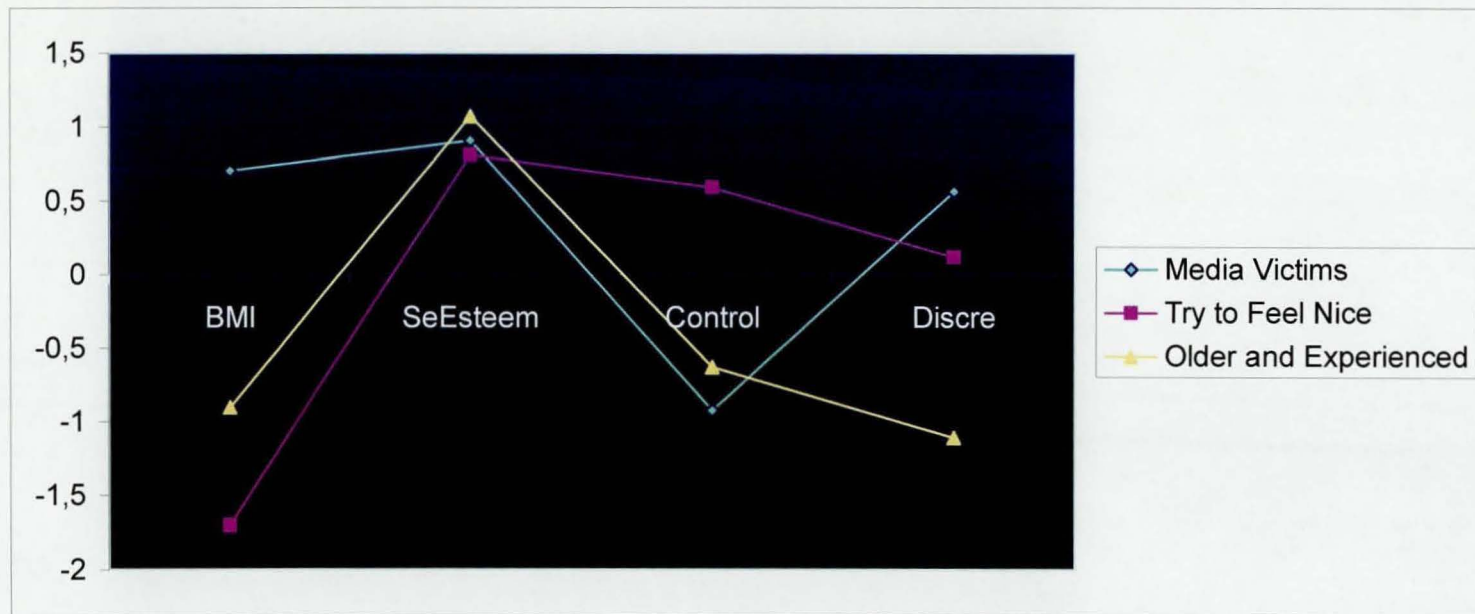 1,5
1
0,5
0
-0,5
-1
-1,5
-2
BMI SeEsteem Control Discre
Media Victims
Try to Feel Nice
Older and Experienced